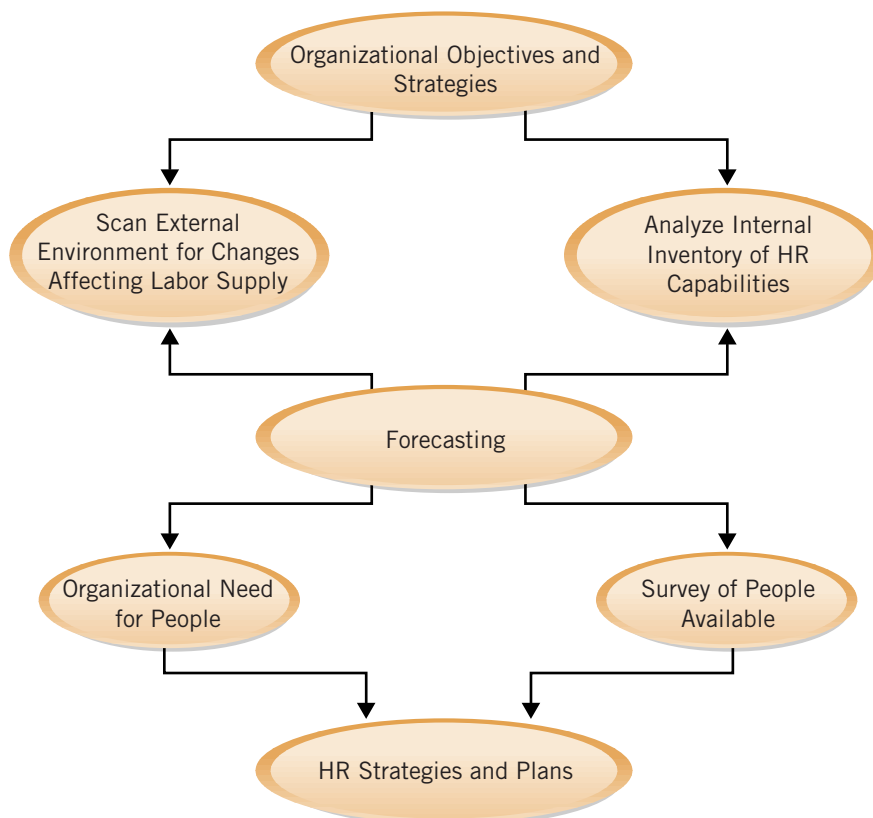 Organizational Objectives and
Strategies
Scan External
Environment for Changes
Affecting Labor Supply
Analyze Internal
Inventory of HR
Capabilities
Forecasting
Organizational Need
for People
Survey of People
Available
HR Strategies and Plans